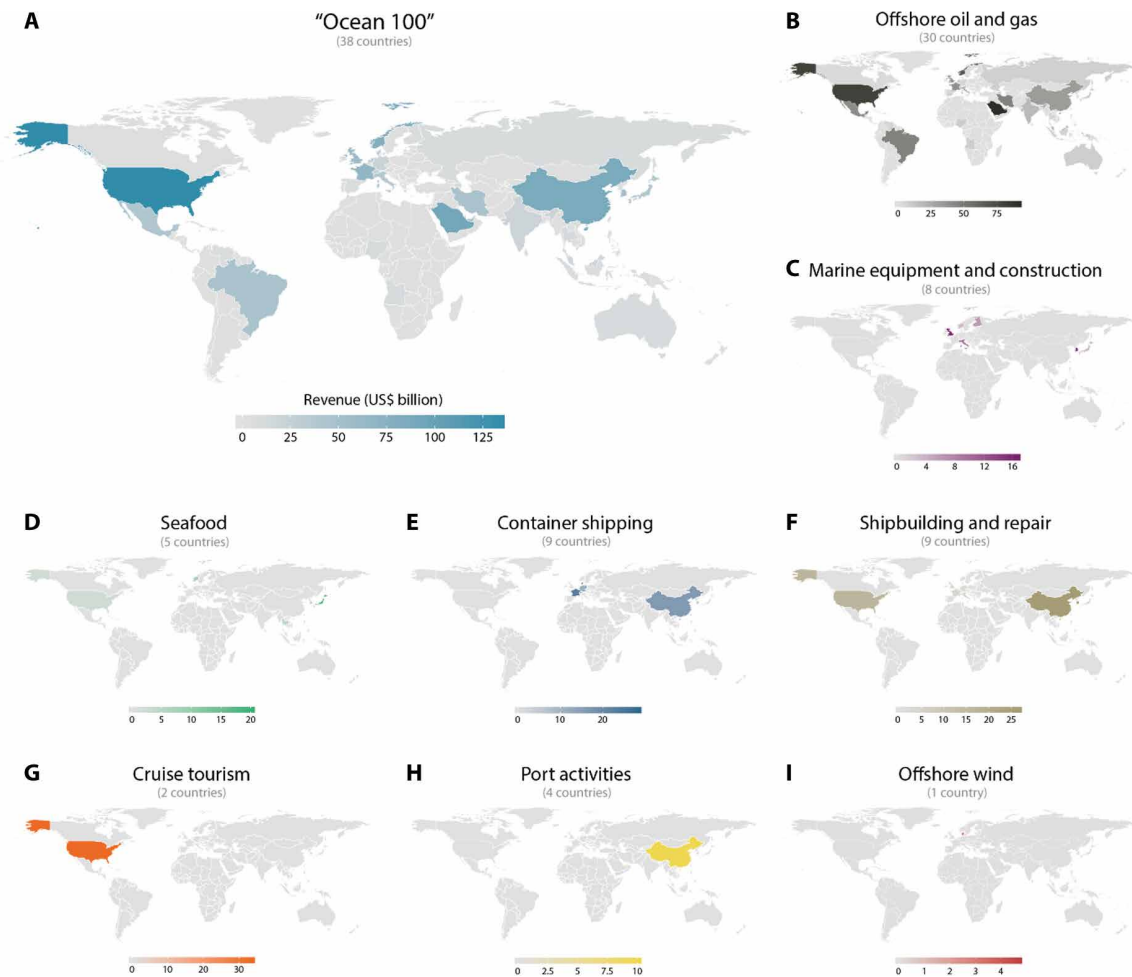 A
“Ocean 100”
(38 countries)
Revenue (US$ billion)
0 25 50 75 100 125
B
Offshore oil and gas
(30 countries)
0 25 50 75
C
Marine equipment and construction
(8 countries)
0 4 8 12 16
D
Seafood
(5 countries)
0 5 10 15 20
E
Container shipping
(9 countries)
0 10 20
F
Shipbuilding and repair
(9 countries)
0 5 10 15 20 25
G
Cruise tourism
(2 countries)
0 10 20 30
H
Port activities
(4 countries)
0 2.5 5 7.5 10
I
Offshore wind
(1 country)
0 1 2 3 4